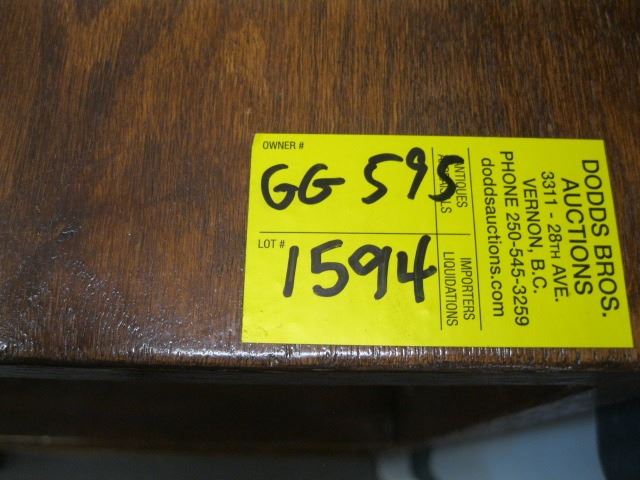 OWNER #
GG 595
LOT #
1594
ANTIQUES
IMPORTERS
LIQUIDATIONS
DODDS BROS.
AUCTIONS
3311 - 28TH AVE.
VERNON, B.C.
PHONE 250-545-3259
doddsauctions.com